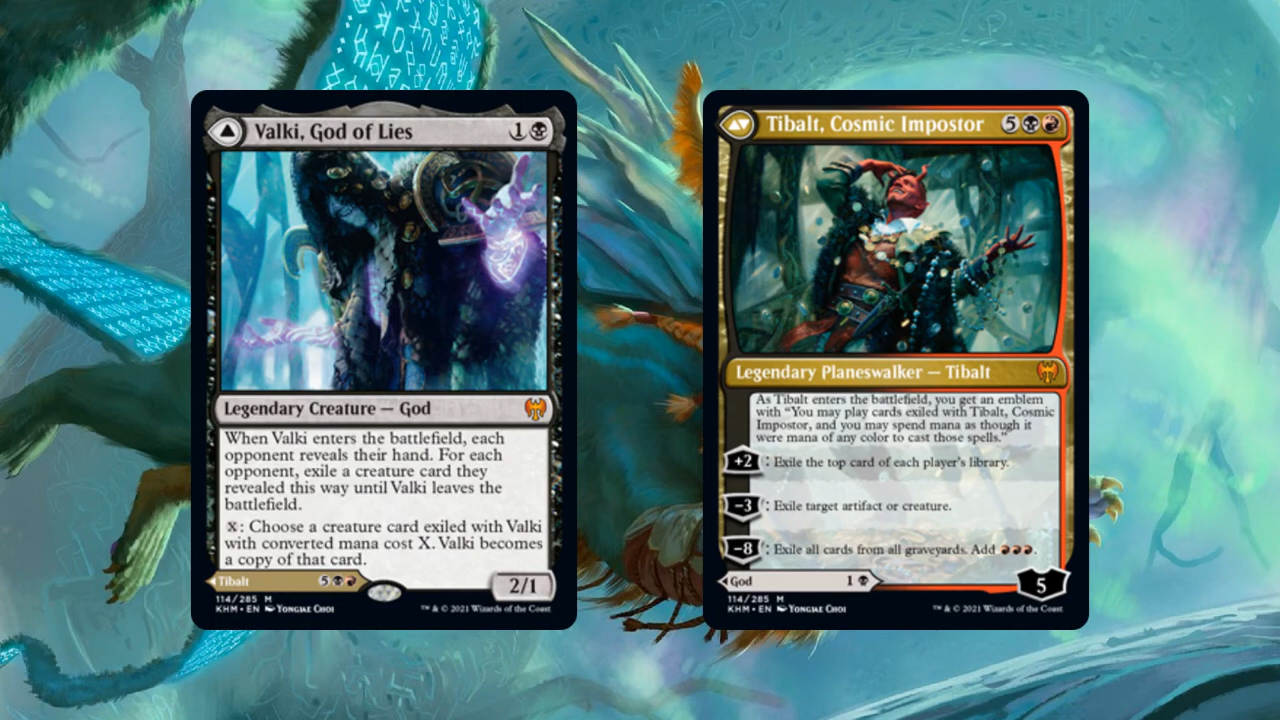 Valki, God of Lies 1
Legendary Creature — God
When Valki enters the battlefield, each
opponent reveals their hand. For each
opponent, exile a creature card they
revealed this way until Valki leaves the
battlefield.
X: Choose a creature card exiled with Valki
with converted mana cost X. Valki becomes
a copy of that card.
Tibalt 5
2/1
114/285 M
KHM • EN Yongjae Choi
™ & © 2021 Wizards of the Coast
Tibalt, Cosmic Impostor 5
Legendary Planeswalker — Tibalt
As Tibalt enters the battlefield, you get an emblem
with “You may play cards exiled with Tibalt, Cosmic
Impostor, and you may spend mana as though it
were mana of any color to cast those spells.”
+2 : Exile the top card of each player's library.
−3 : Exile target artifact or creature.
−8 : Exile all cards from all graveyards. Add .
God 1
5
114/285 M
KHM • EN Yongjae Choi
™ & © 2021 Wizards of the Coast